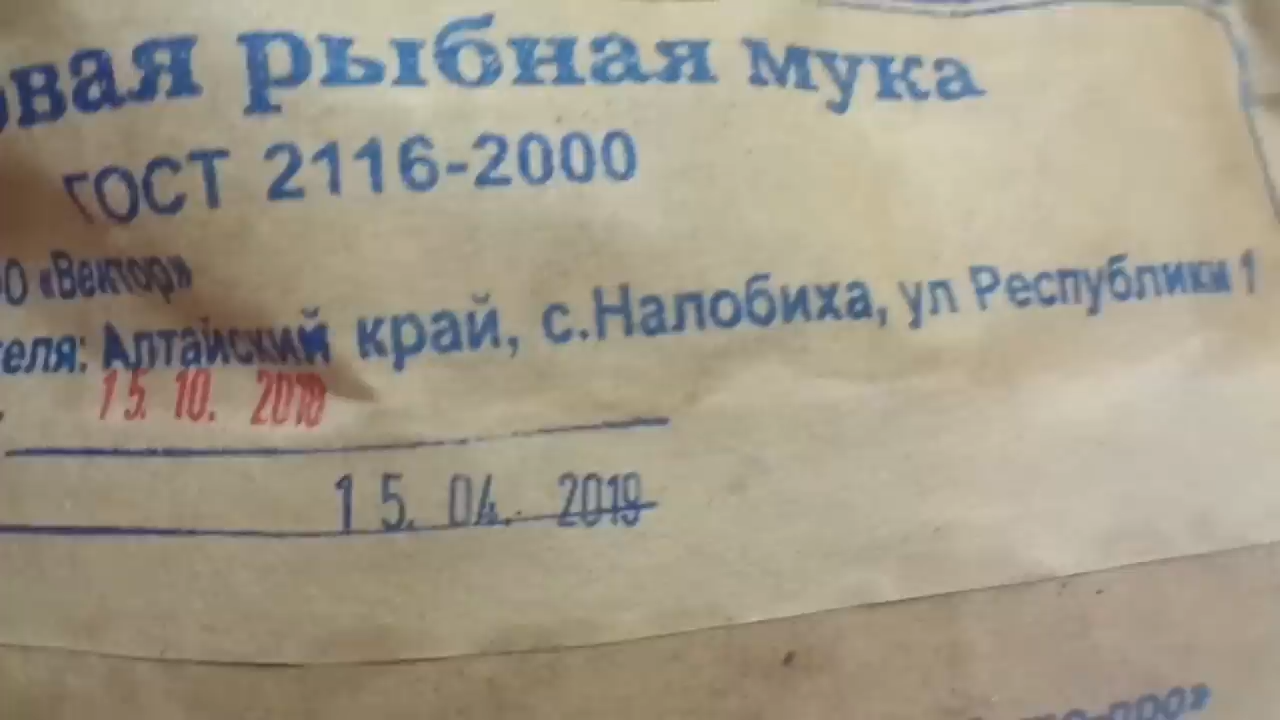 вая рыбная мука
ГОСТ 2116-2000
О «Вектор»
теля: Алтайский край, с.Налобиха, ул Республики 1
15. 10. 2018
15. 04. 2019